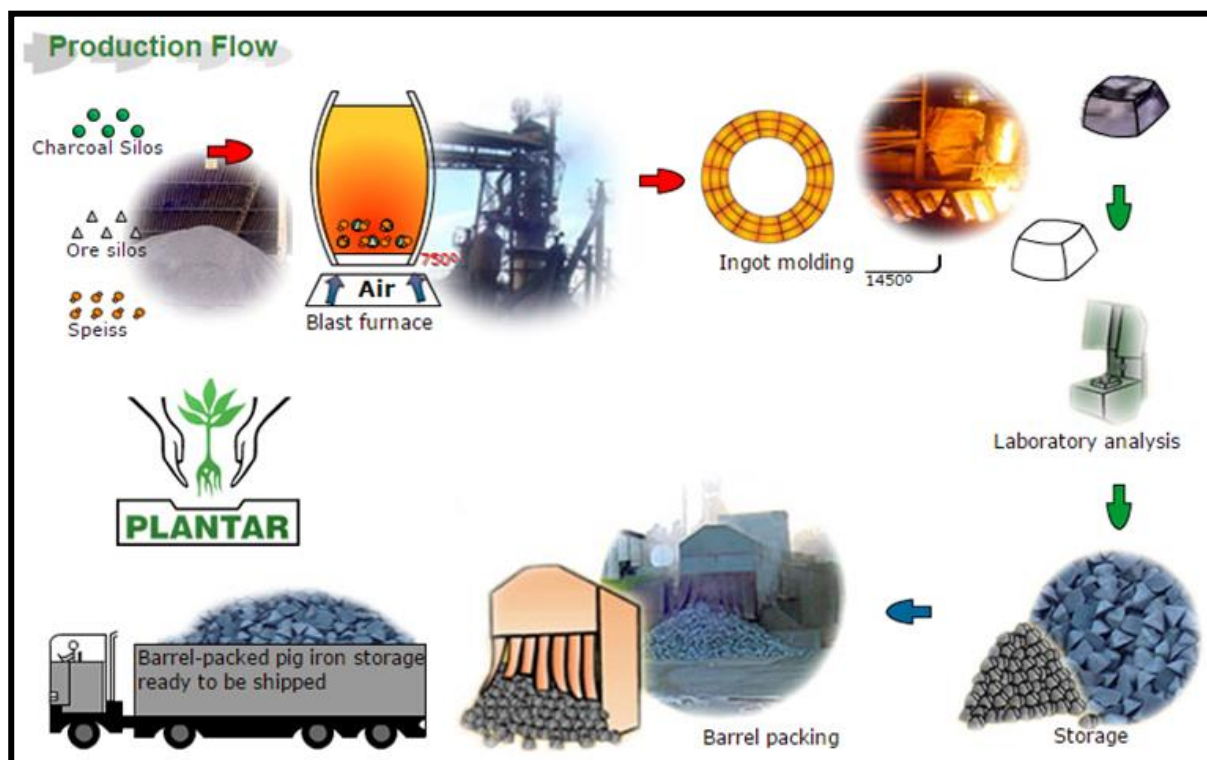 Production Flow
Charcoal Silos
Ore silos
Speiss
750º
Air
Blast furnace
Ingot molding
1450º
Laboratory analysis
Storage
Barrel packing
PLANTAR
Barrel-packed pig iron storage
ready to be shipped